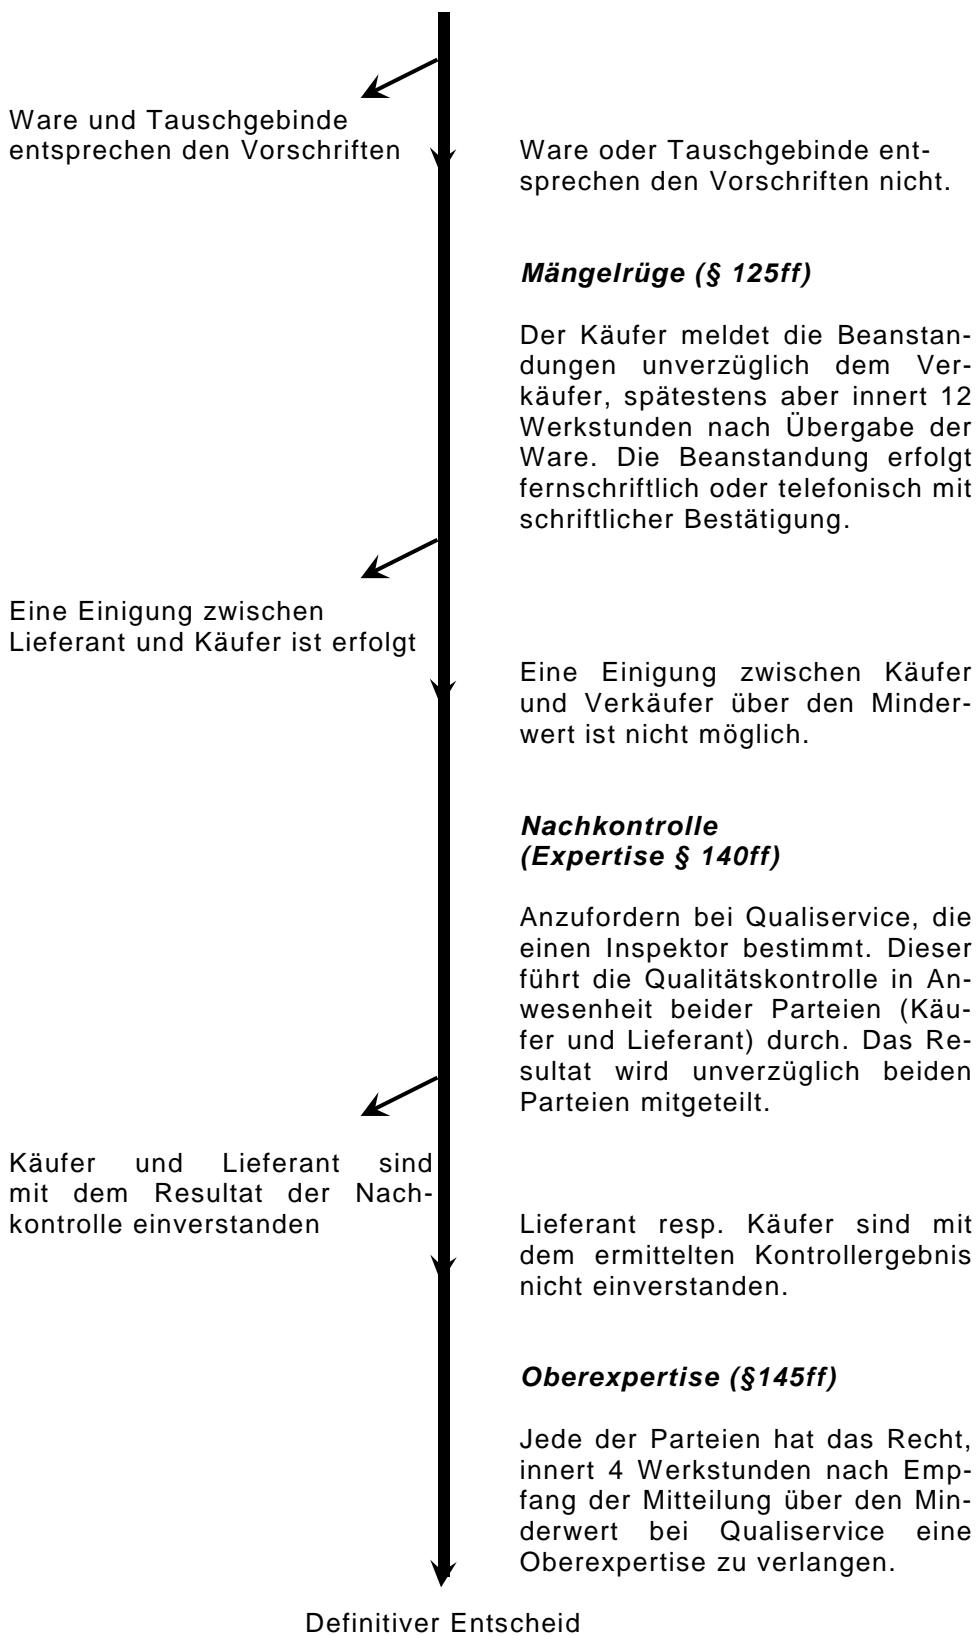 Ware und Tauschgebinde
entsprechen den Vorschriften
Ware oder Tauschgebinde ent-
sprechen den Vorschriften nicht.
Mängelrüge (§ 125ff)
Der Käufer meldet die Beanstan-
dungen unverzüglich dem Ver-
käufer, spätestens aber innert 12
Werkstunden nach Übergabe der
Ware. Die Beanstandung erfolgt
fernschriftlich oder telefonisch mit
schriftlicher Bestätigung.
Eine Einigung zwischen
Lieferant und Käufer ist erfolgt
Eine Einigung zwischen Käufer
und Verkäufer über den Minder-
wert ist nicht möglich.
Nachkontrolle
(Expertise § 140ff)
Anzufordern bei Qualiservice, die
einen Inspektor bestimmt. Dieser
führt die Qualitätskontrolle in An-
wesenheit beider Parteien (Käu-
fer und Lieferant) durch. Das Re-
sultat wird unverzüglich beiden
Parteien mitgeteilt.
Käufer und Lieferant sind
mit dem Resultat der Nach-
kontrolle einverstanden
Lieferant resp. Käufer sind mit
dem ermittelten Kontrollergebnis
nicht einverstanden.
Oberexpertise (§145ff)
Jede der Parteien hat das Recht,
innert 4 Werkstunden nach Emp-
fang der Mitteilung über den Min-
derwert bei Qualiservice eine
Oberexpertise zu verlangen.
Definitiver Entscheid